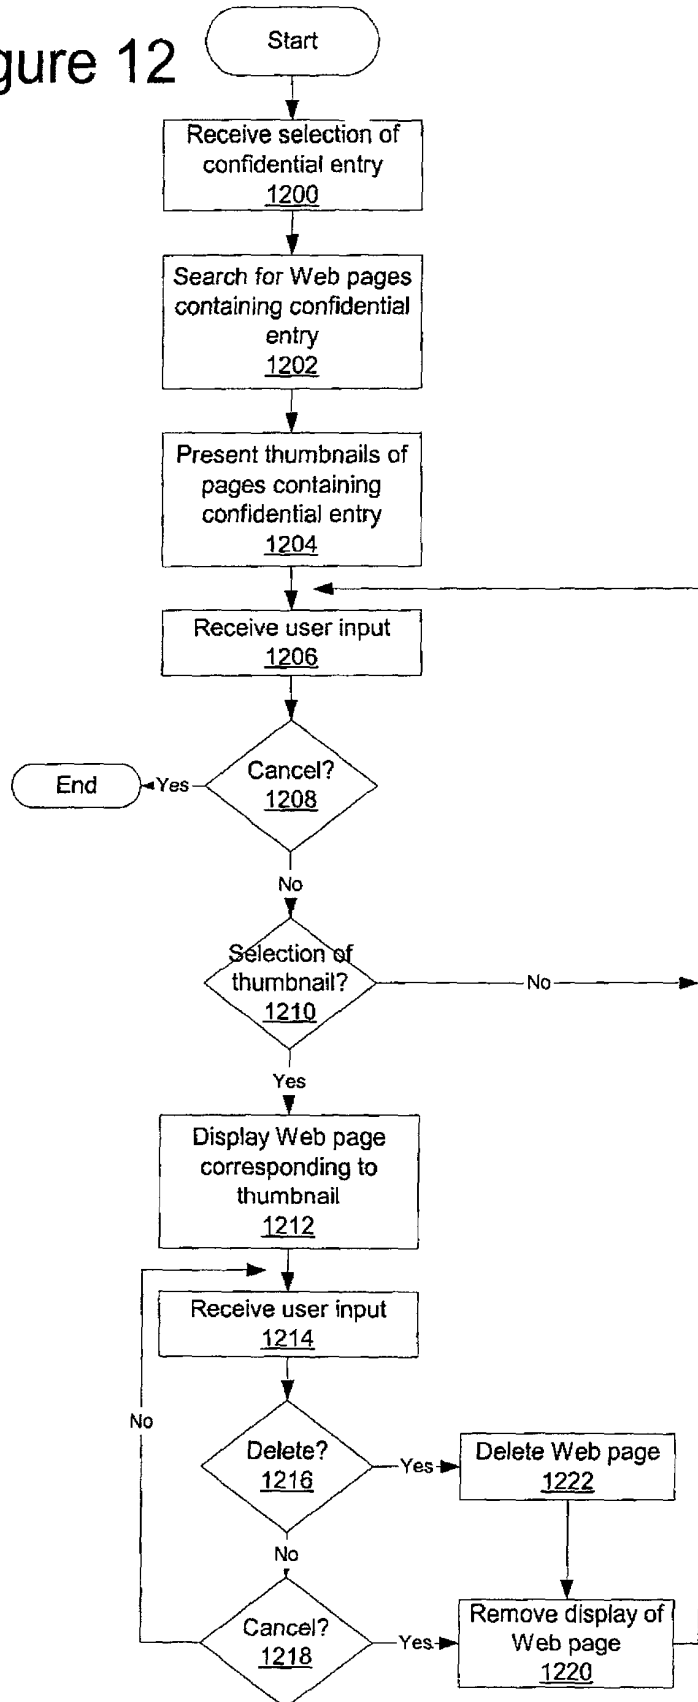 gure 12
Start
Receive selection of
confidential entry
1200
Search for Web pages
containing confidential
entry
1202
Present thumbnails of
pages containing
confidential entry
1204
Receive user input
1206
Cancel?
1208
End
Yes
No
Selection of
thumbnail?
1210
No
Yes
Display Web page
corresponding to
thumbnail
1212
Receive user input
1214
No
Delete?
1216
Yes
Delete Web page
1222
No
Cancel?
1218
Yes
Remove display of
Web page
1220